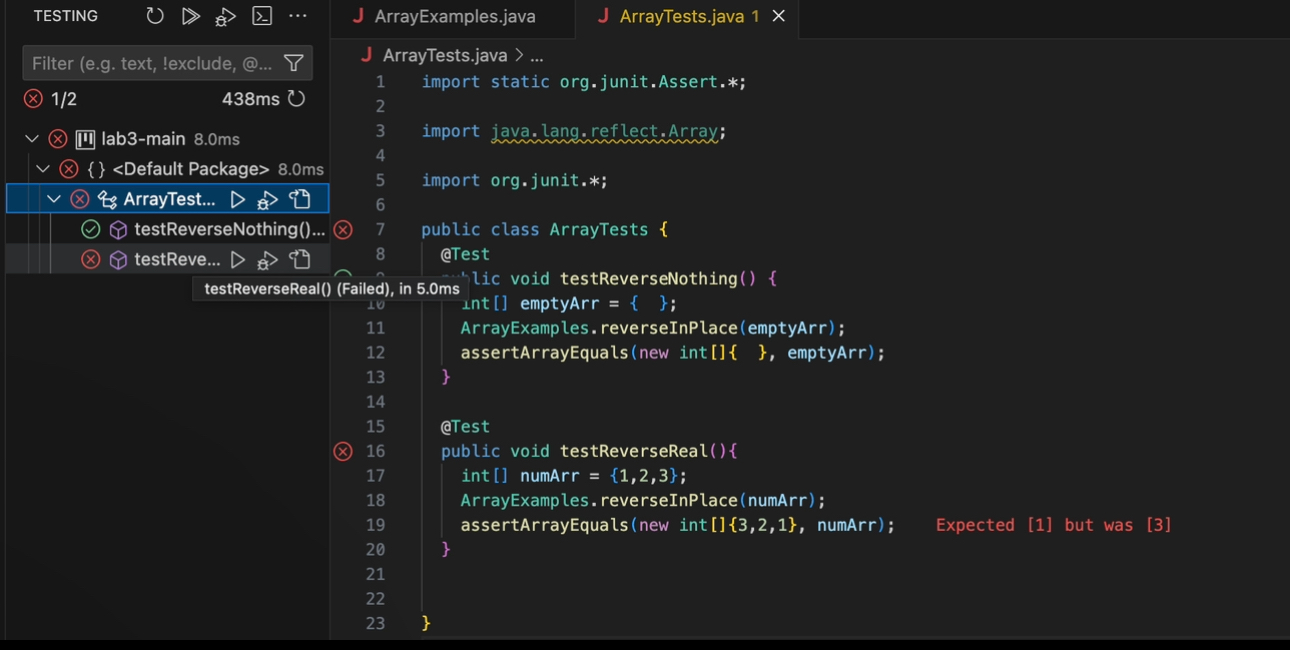 TESTING
Filter (e.g. text, !exclude, @...
1/2 438ms
lab3-main 8.0ms
{} <Default Package> 8.0ms
ArrayTest...
testReverseNothing()...
testReve...
testReverseReal() (Failed), in 5.0ms
J ArrayExamples.java
J ArrayTests.java 1
J ArrayTests.java > ...
1 import static org.junit.Assert.*;
2
3 import java.lang.reflect.Array;
4
5 import org.junit.*;
6
7 public class ArrayTests {
8 @Test
public void testReverseNothing() {
10 int[] emptyArr = {  };
11 ArrayExamples.reverseInPlace(emptyArr);
12 assertArrayEquals(new int[]{  }, emptyArr);
13 }
14
15 @Test
16 public void testReverseReal(){
17 int[] numArr = {1,2,3};
18 ArrayExamples.reverseInPlace(numArr);
19 assertArrayEquals(new int[]{3,2,1}, numArr); Expected [1] but was [3]
20 }
21
22
23 }